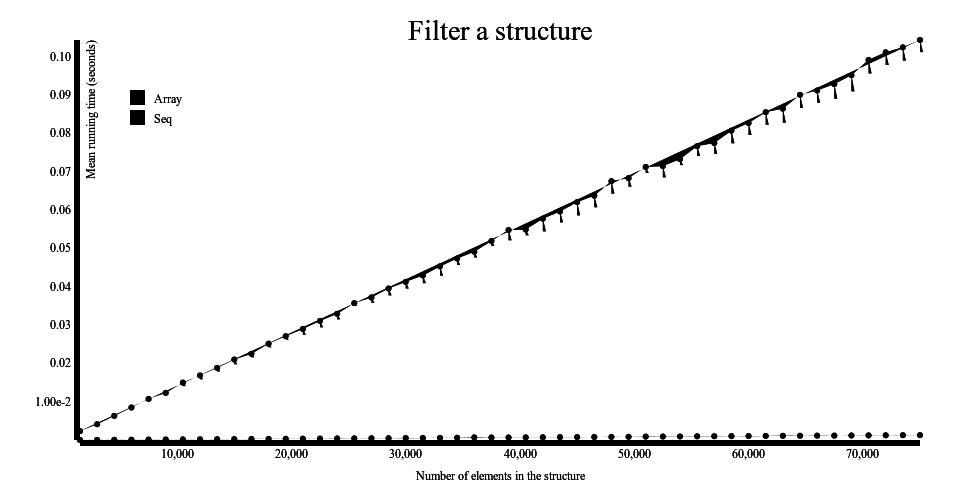 Filter a structure
Mean running time (seconds)
0.10
0.09
0.08
0.07
0.06
0.05
0.04
0.03
0.02
1.00e-2
Array
Seq
10,000 20,000 30,000 40,000 50,000 60,000 70,000
Number of elements in the structure